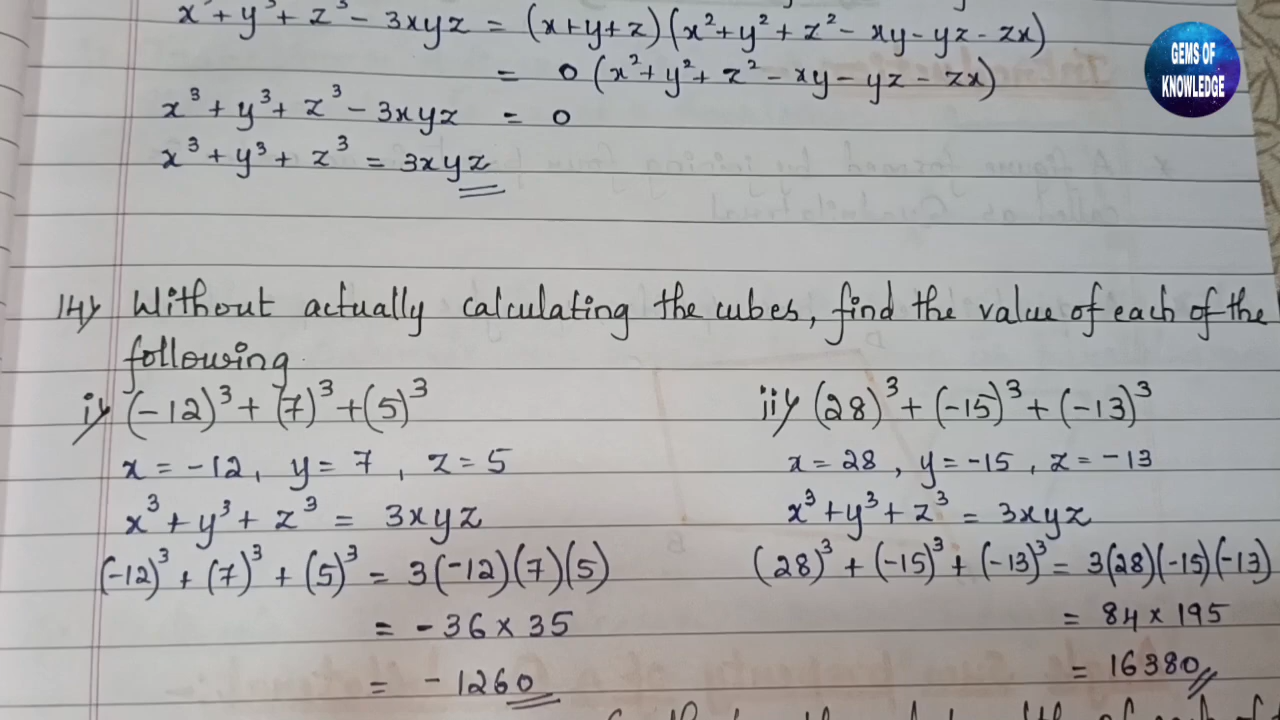 x³ + y³ + z³ - 3xyz = (x+y+z)(x²+y²+z²-xy-yz-zx)
= 0(x²+y²+z²-xy-yz-zx)
x³ + y³ + z³ - 3xyz = 0
x³ + y³ + z³ = 3xyz
GEMS OF
KNOWLEDGE
14) Without actually calculating the cubes, find the value of each of the
following.
i) (-12)³ + (7)³ + (5)³
x = -12, y = 7, z = 5
x³ + y³ + z³ = 3xyz
(-12)³ + (7)³ + (5)³ = 3(-12)(7)(5)
= -36 × 35
= -1260
ii) (28)³ + (-15)³ + (-13)³
x = 28, y = -15, z = -13
x³ + y³ + z³ = 3xyz
(28)³ + (-15)³ + (-13)³ = 3(28)(-15)(-13)
= 84 × 195
= 16380